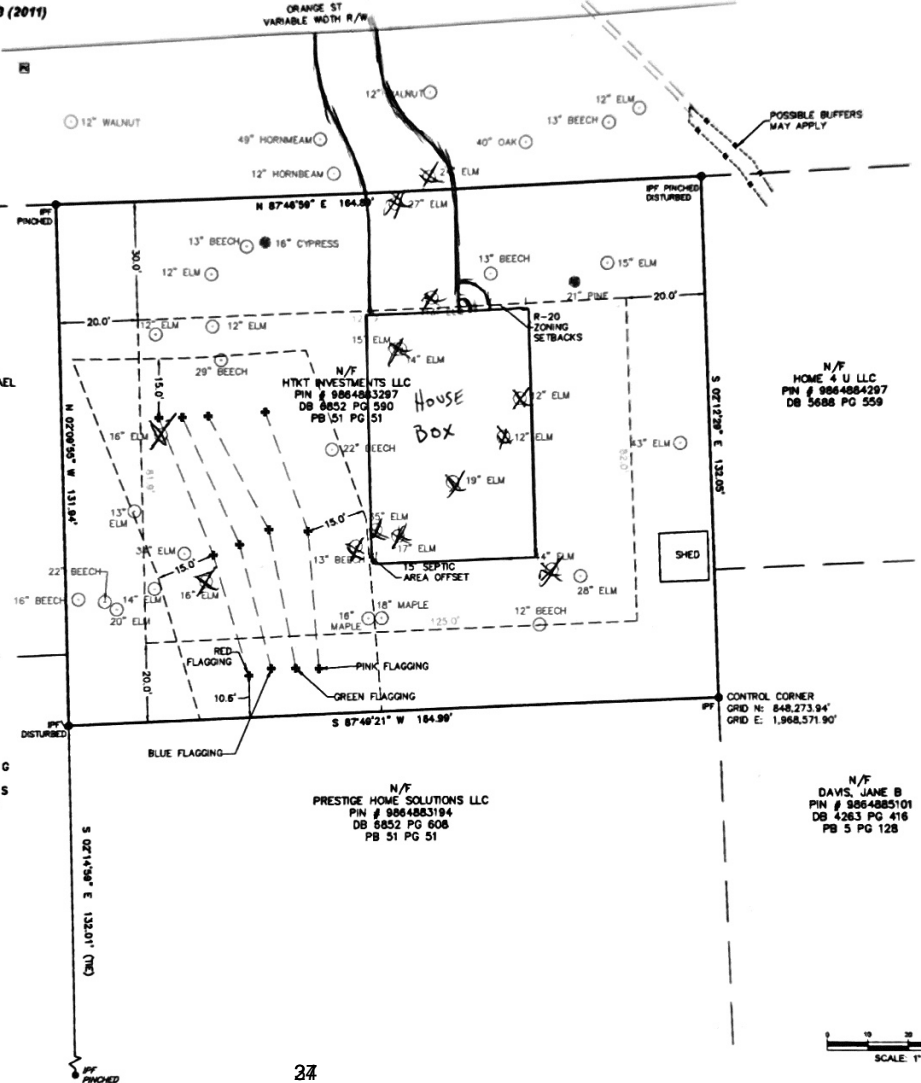 (2011)
ORANGE ST
VARIABLE WIDTH R/W
12" WALNUT
12" WALNUT
12" ELM
13" BEECH
POSSIBLE BUFFERS
MAY APPLY
49" HORNBEAM
40" OAK
12" HORNBEAM
ELM
27" ELM
IPF
PINCHED
N 87°46'59" E
IPF PINCHED
DISTURBED
13" BEECH
16" CYPRESS
30.0'
12" ELM
13" BEECH
15" ELM
21" PINE
20.0'
20.0'
12" ELM
12" ELM
R-20
ZONING
SETBACKS
15" ELM
14" ELM
29" BEECH
15.0'
AEL
N/F
HTKT INVESTMENTS LLC
PIN # 9864883297
DB 6852 PG 590
PB 51 PG 51
HOUSE
BOX
12" ELM
N/F
HOME 4 U LLC
PIN # 9864884297
DB 5688 PG 559
16" ELM
12" ELM
43" ELM
22" BEECH
82.0'
S 02°12'29" E 132.05'
N 02°09'55" W 131.94'
19" ELM
13"
ELM
15.0'
ELM
17" ELM
ELM
13" BEECH
15.0'
15' SEPTIC
AREA OFFSET
SHED
22" BEECH
16" BEECH
14" ELM
16" ELM
20" ELM
28" ELM
18" MAPLE
16"
MAPLE
125.0'
12" BEECH
RED
FLAGGING
PINK FLAGGING
20.0'
10.6'
GREEN FLAGGING
CONTROL CORNER
IPF
GRID N: 848,273.94'
GRID E: 1,968,571.90'
IPF
DISTURBED
S 87°49'21" W 164.99'
BLUE FLAGGING
G
S
N/F
PRESTIGE HOME SOLUTIONS LLC
PIN # 9864883194
DB 6852 PG 608
PB 51 PG 51
N/F
DAVIS, JANE B
PIN # 9864885101
DB 4263 PG 416
PB 5 PG 128
S 02°14'59" E 132.01' (TIE)
IPF
PINCHED
0 10 20
SCALE: 1"